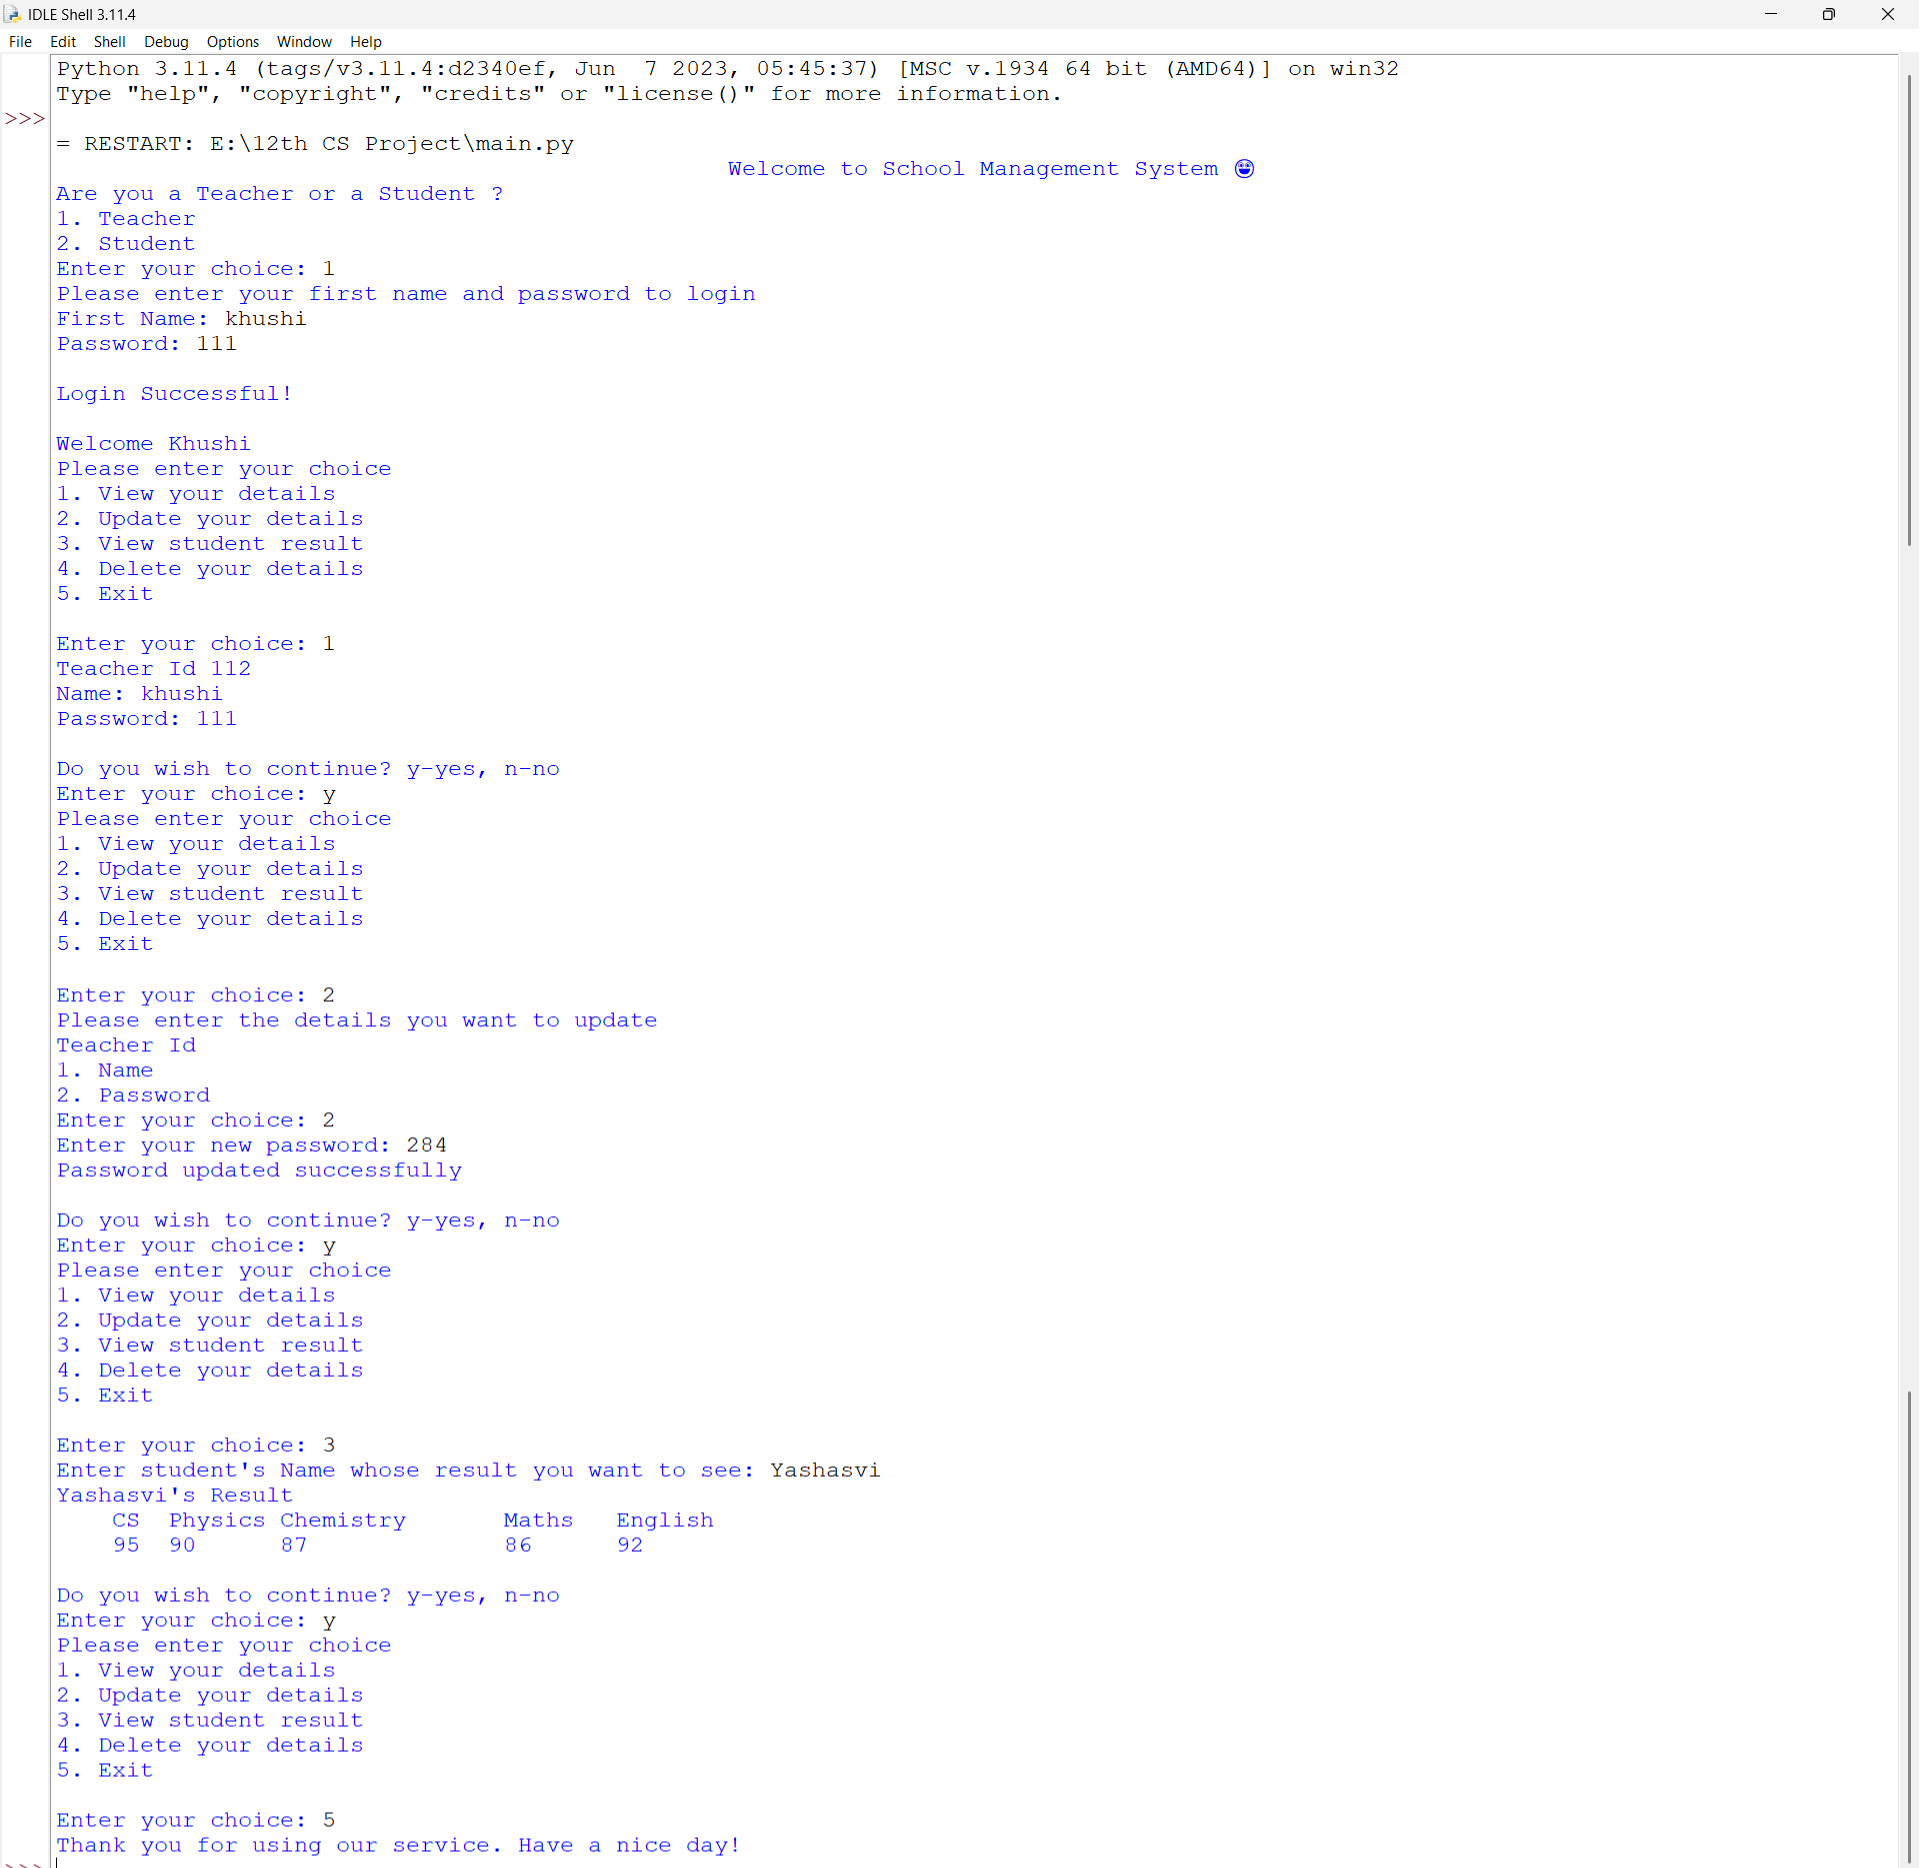 IDLE Shell 3.11.4
File Edit Shell Debug Options Window Help
Python 3.11.4 (tags/v3.11.4:d2340ef, Jun  7 2023, 05:45:37) [MSC v.1934 64 bit (AMD64)] on win32
Type "help", "copyright", "credits" or "license()" for more information.
>>>
= RESTART: E:\12th CS Project\main.py
Welcome to School Management System 😀
Are you a Teacher or a Student ?
1. Teacher
2. Student
Enter your choice: 1
Please enter your first name and password to login
First Name: khushi
Password: 111
Login Successful!
Welcome Khushi
Please enter your choice
1. View your details
2. Update your details
3. View student result
4. Delete your details
5. Exit
Enter your choice: 1
Teacher Id 112
Name: khushi
Password: 111
Do you wish to continue? y-yes, n-no
Enter your choice: y
Please enter your choice
1. View your details
2. Update your details
3. View student result
4. Delete your details
5. Exit
Enter your choice: 2
Please enter the details you want to update
Teacher Id
1. Name
2. Password
Enter your choice: 2
Enter your new password: 284
Password updated successfully
Do you wish to continue? y-yes, n-no
Enter your choice: y
Please enter your choice
1. View your details
2. Update your details
3. View student result
4. Delete your details
5. Exit
Enter your choice: 3
Enter student's Name whose result you want to see: Yashasvi
Yashasvi's Result
CS  Physics Chemistry       Maths   English
95  90      87              86      92
Do you wish to continue? y-yes, n-no
Enter your choice: y
Please enter your choice
1. View your details
2. Update your details
3. View student result
4. Delete your details
5. Exit
Enter your choice: 5
Thank you for using our service. Have a nice day!
>>>